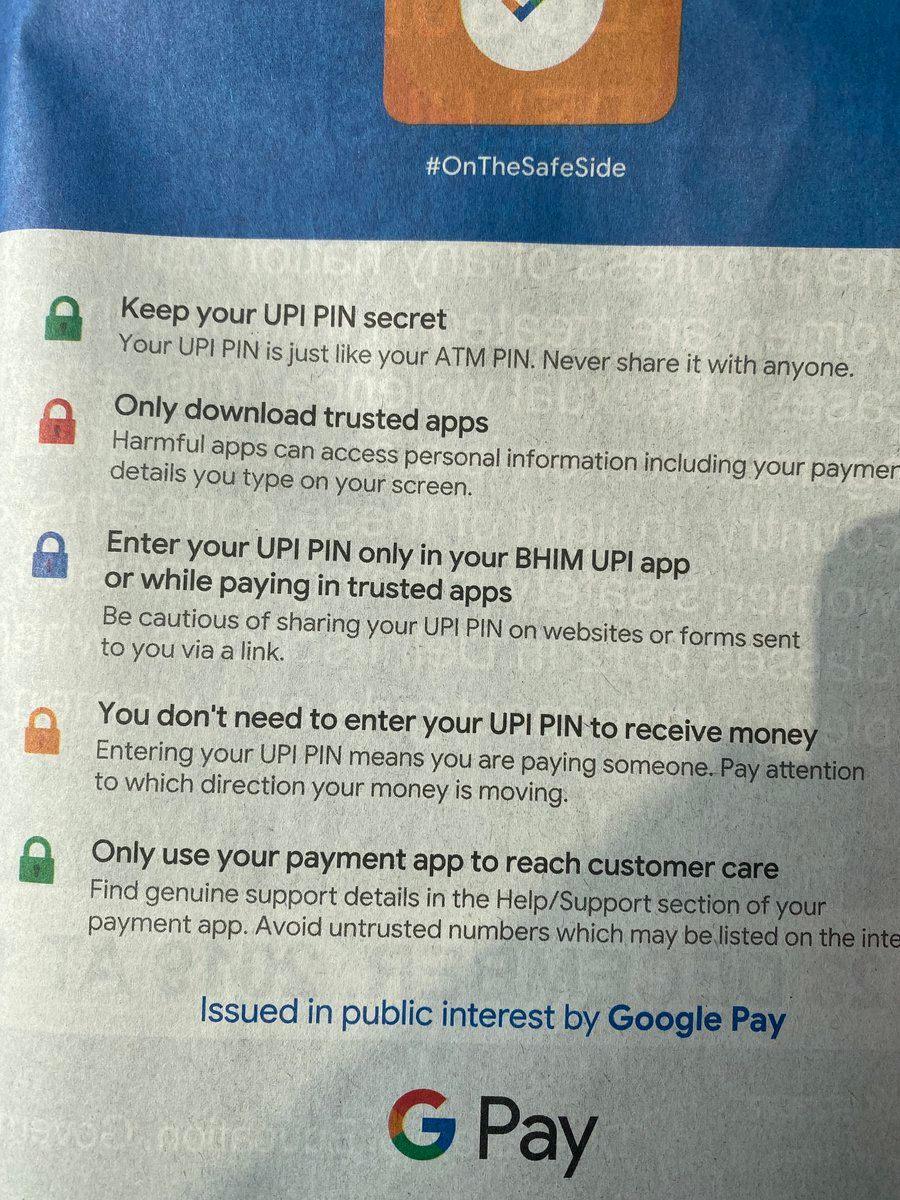 #OnTheSafeSide
Keep your UPI PIN secret
Your UPI PIN is just like your ATM PIN. Never share it with anyone.
Only download trusted apps
Harmful apps can access personal information including your paymen
details you type on your screen.
Enter your UPI PIN only in your BHIM UPI app
or while paying in trusted apps
Be cautious of sharing your UPI PIN on websites or forms sent
to you via a link.
You don't need to enter your UPI PIN to receive money
Entering your UPI PIN means you are paying someone. Pay attention
to which direction your money is moving.
Only use your payment app to reach customer care
Find genuine support details in the Help/Support section of your
payment app. Avoid untrusted numbers which may be listed on the inte
Issued in public interest by Google Pay
G Pay